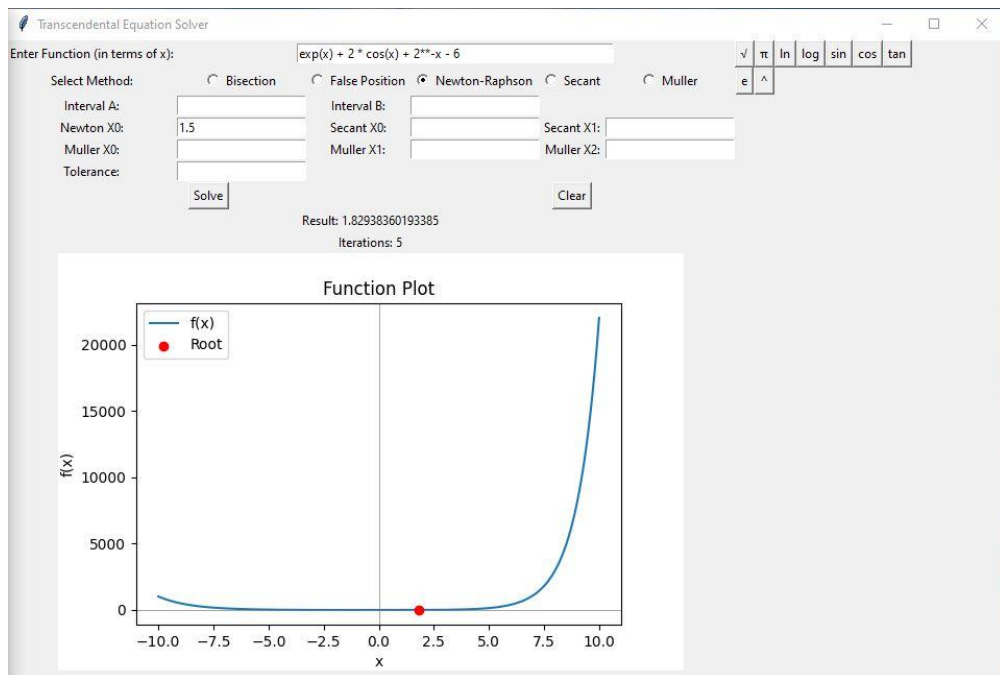 Transcendental Equation Solver
Enter Function (in terms of x): exp(x) + 2 * cos(x) + 2**-x - 6 √ π ln log sin cos tan
Select Method: Bisection False Position Newton-Raphson Secant Muller e ^
Interval A: Interval B:
Newton X0: 1.5 Secant X0: Secant X1:
Muller X0: Muller X1: Muller X2:
Tolerance:
Solve Clear
Result: 1.82938360193385
Iterations: 5
Function Plot
f(x)
Root
20000
15000
10000
5000
0
f(x)
−10.0 −7.5 −5.0 −2.5 0.0 2.5 5.0 7.5 10.0
x